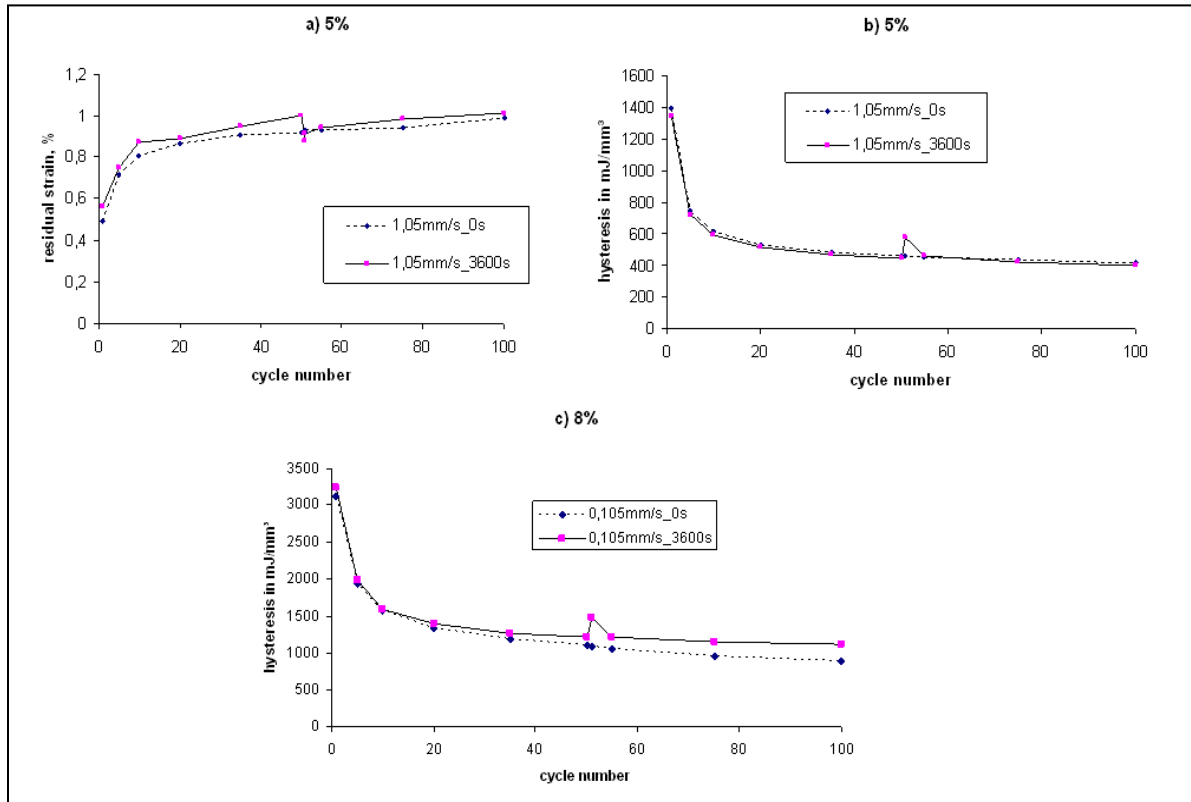 a) 5%
residual strain, %
1,2
1
0,8
0,6
0,4
0,2
0
0 20 40 60 80 100
cycle number
1,05mm/s_0s
1,05mm/s_3600s
b) 5%
hysteresis in mJ/mm³
1600
1400
1200
1000
800
600
400
200
0
0 20 40 60 80 100
cycle number
1,05mm/s_0s
1,05mm/s_3600s
c) 8%
hysteresis in mJ/mm³
3500
3000
2500
2000
1500
1000
500
0
0 20 40 60 80 100
cycle number
0,105mm/s_0s
0,105mm/s_3600s